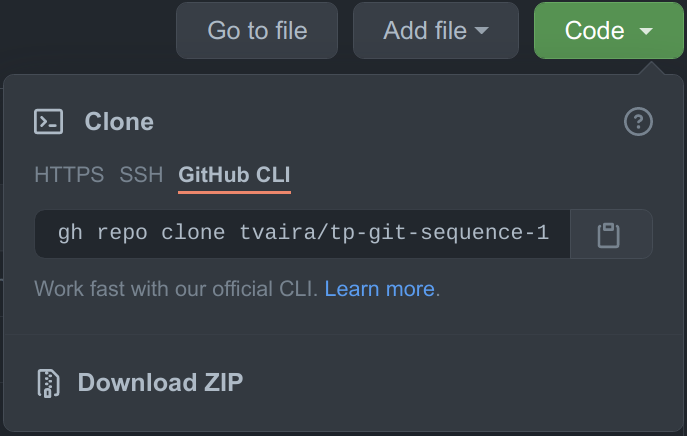 Go to file Add file Code
Clone
HTTPS SSH GitHub CLI
gh repo clone tvaira/tp-git-sequence-1
Work fast with our official CLI. Learn more.
Download ZIP